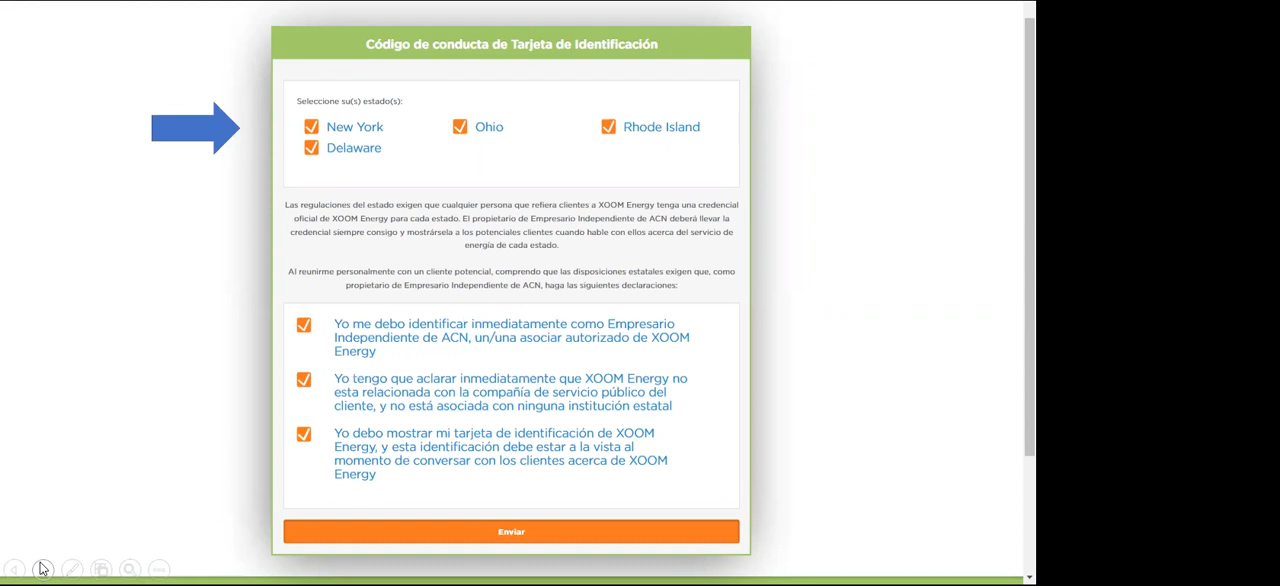 Código de conducta de Tarjeta de Identificación
Seleccione su(s) estado(s):
New York
Ohio
Rhode Island
Delaware
Las regulaciones del estado exigen que cualquier persona que refiera clientes a XOOM Energy tenga una credencial
oficial de XOOM Energy para cada estado. El propietario de Empresario Independiente de ACN deberá llevar la
credencial siempre consigo y mostrársela a los potenciales clientes cuando hable con ellos acerca del servicio de
energía de cada estado.
Al reunirme personalmente con un cliente potencial, comprendo que las disposiciones estatales exigen que, como
propietario de Empresario Independiente de ACN, haga las siguientes declaraciones:
Yo me debo identificar inmediatamente como Empresario
Independiente de ACN, un/una asociar autorizado de XOOM
Energy
Yo tengo que aclarar inmediatamente que XOOM Energy no
esta relacionada con la compañía de servicio público del
cliente, y no está asociada con ninguna institución estatal
Yo debo mostrar mi tarjeta de identificación de XOOM
Energy, y esta identificación debe estar a la vista al
momento de conversar con los clientes acerca de XOOM
Energy
Enviar